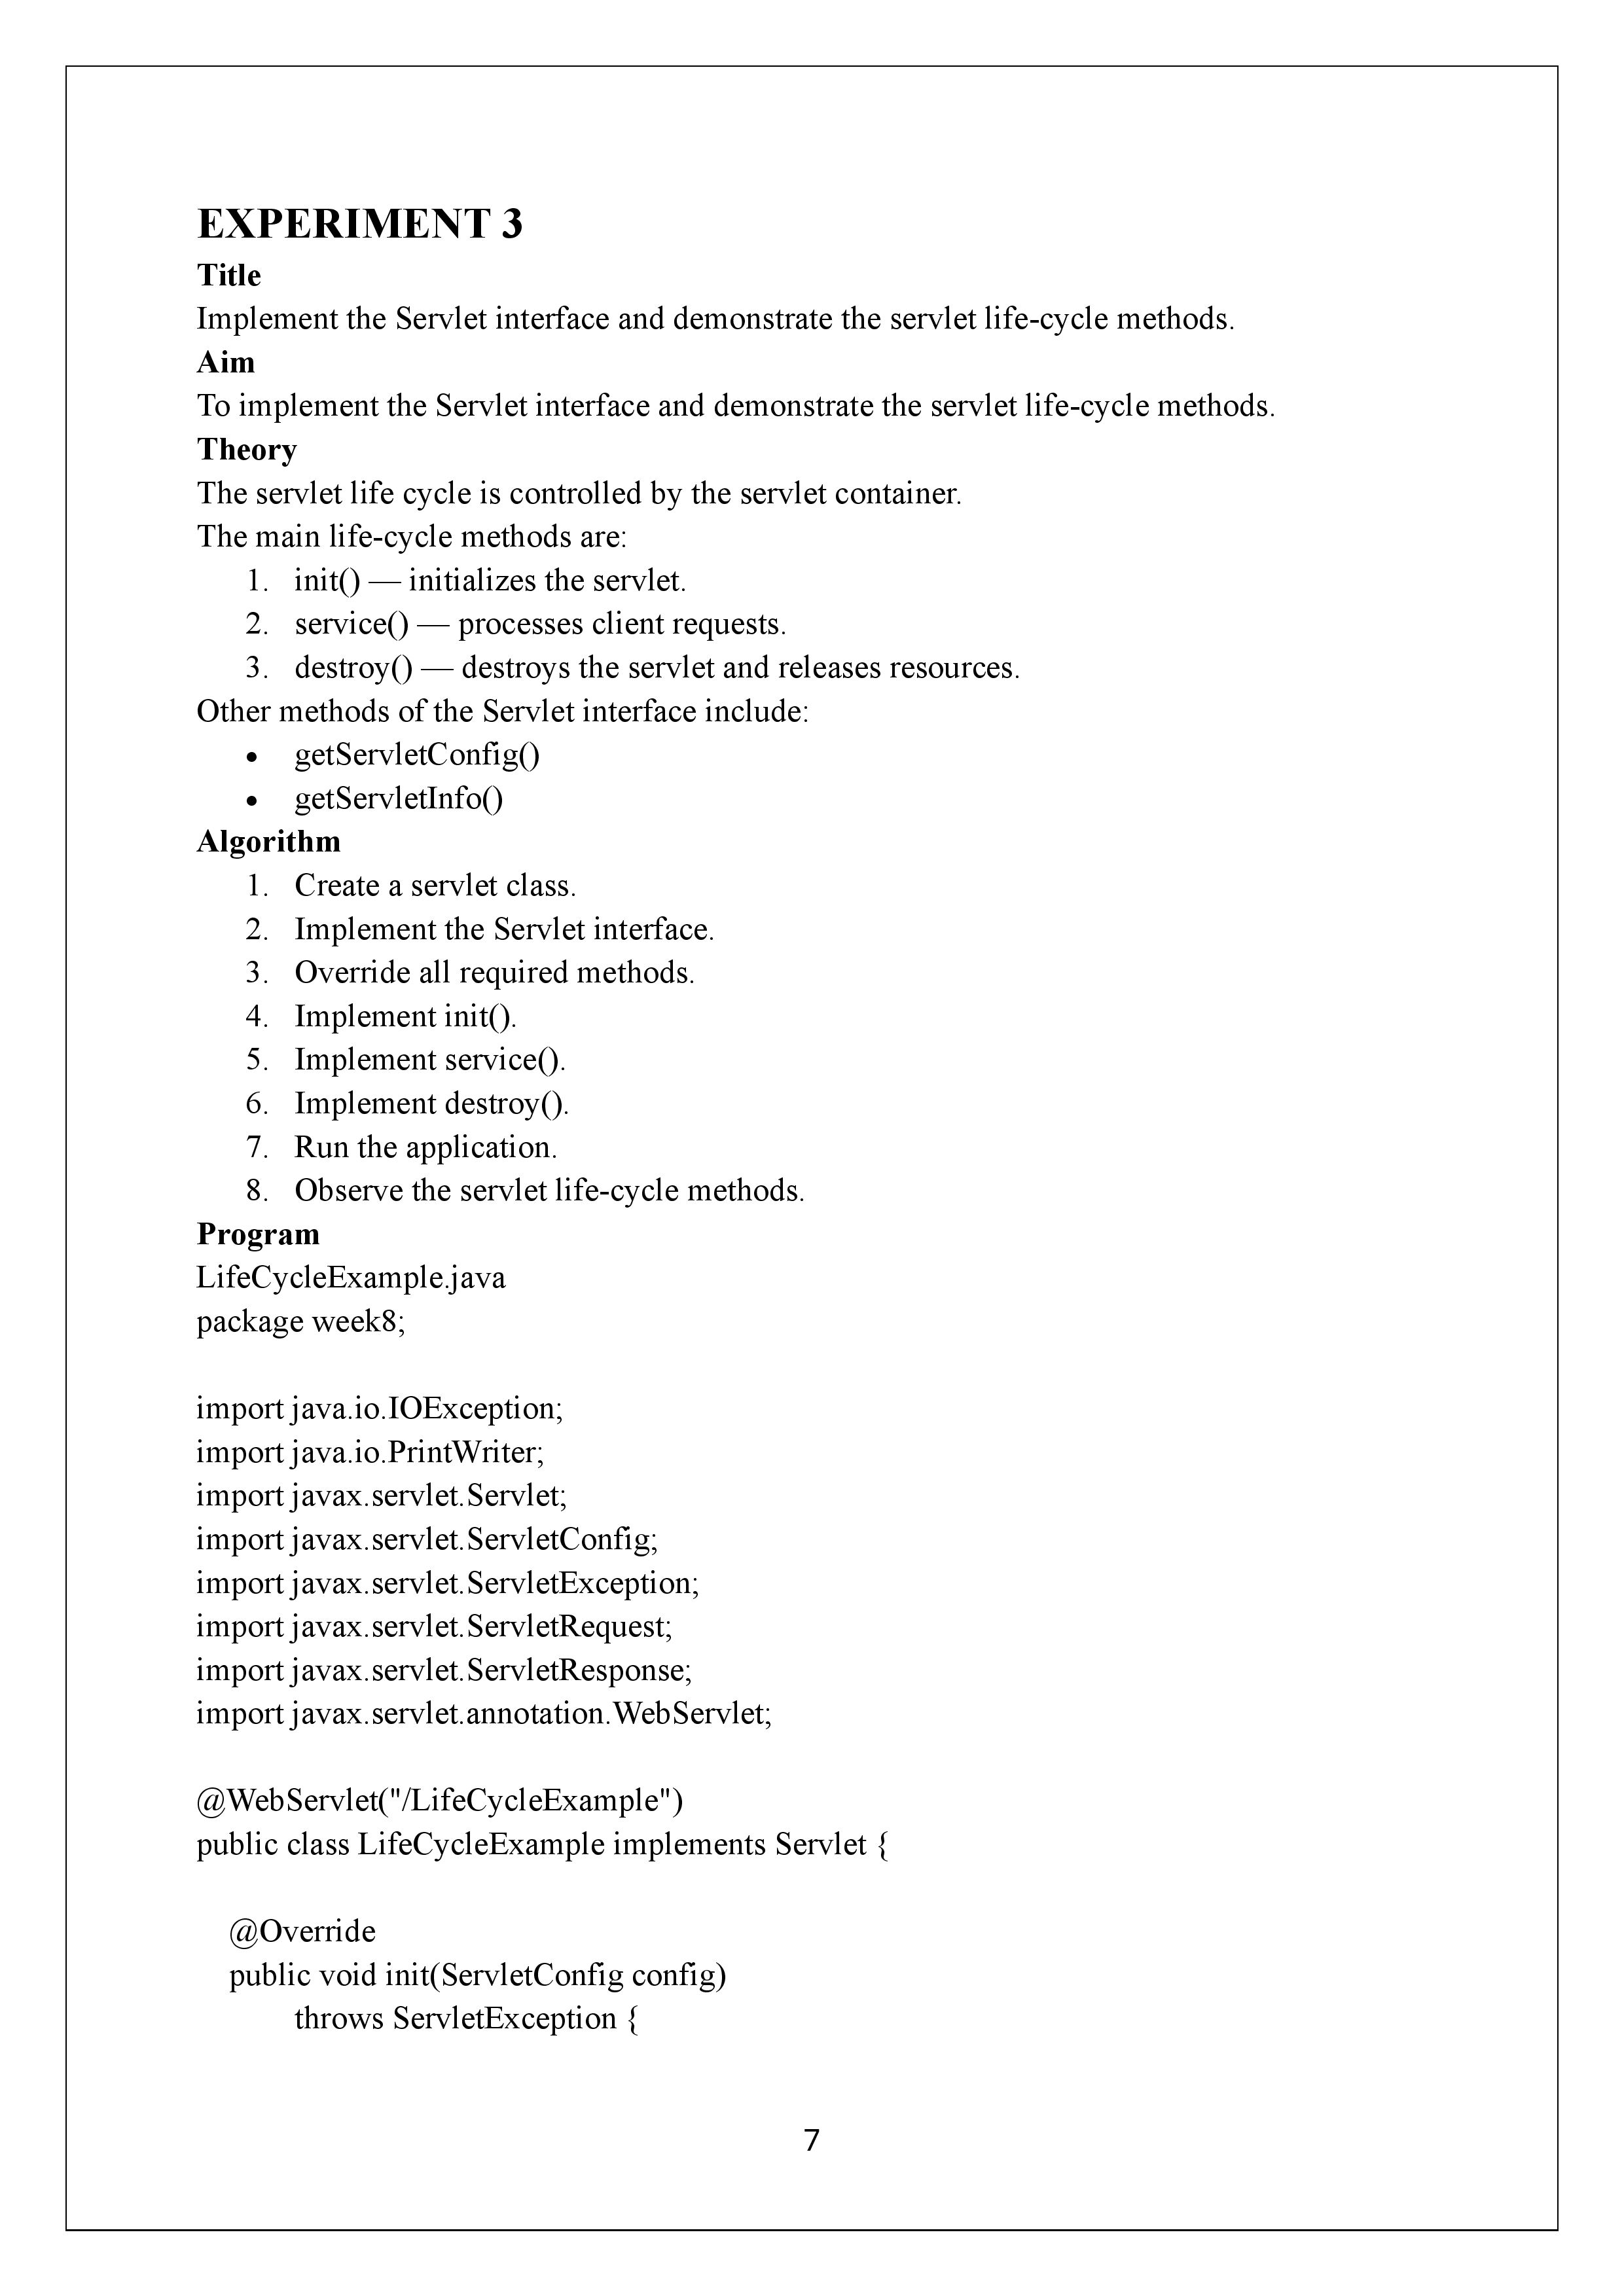 EXPERIMENT 3
Title
Implement the Servlet interface and demonstrate the servlet life-cycle methods.
Aim
To implement the Servlet interface and demonstrate the servlet life-cycle methods.
Theory
The servlet life cycle is controlled by the servlet container.
The main life-cycle methods are:
1. init() — initializes the servlet.
2. service() — processes client requests.
3. destroy() — destroys the servlet and releases resources.
Other methods of the Servlet interface include:
• getServletConfig()
• getServletInfo()
Algorithm
1. Create a servlet class.
2. Implement the Servlet interface.
3. Override all required methods.
4. Implement init().
5. Implement service().
6. Implement destroy().
7. Run the application.
8. Observe the servlet life-cycle methods.
Program
LifeCycleExample.java
package week8;

import java.io.IOException;
import java.io.PrintWriter;
import javax.servlet.Servlet;
import javax.servlet.ServletConfig;
import javax.servlet.ServletException;
import javax.servlet.ServletRequest;
import javax.servlet.ServletResponse;
import javax.servlet.annotation.WebServlet;

@WebServlet("/LifeCycleExample")
public class LifeCycleExample implements Servlet {

    @Override
    public void init(ServletConfig config)
            throws ServletException {
7